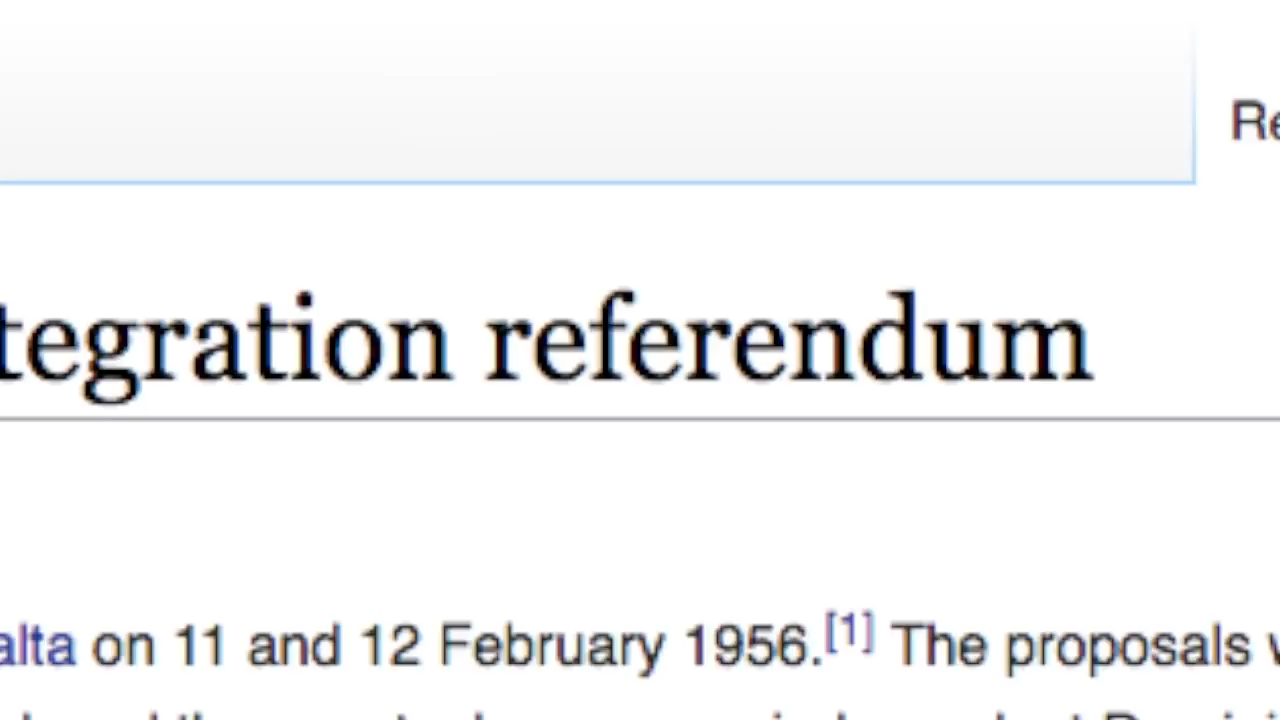 Re
tegration referendum
alta on 11 and 12 February 1956.[1] The proposals